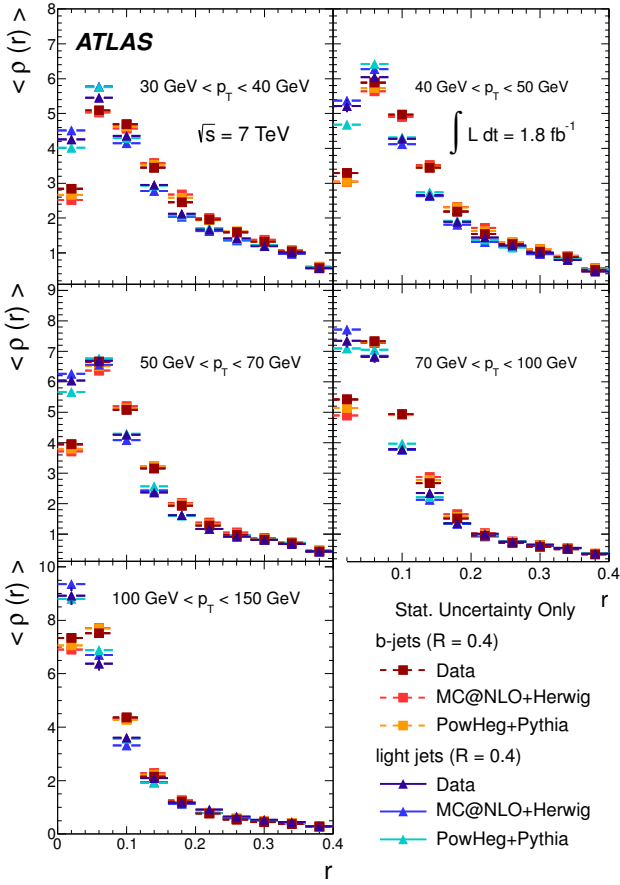 < ρ (r) >
8
7
6
5
4
3
2
1
ATLAS
30 GeV < p_T < 40 GeV
√s = 7 TeV
40 GeV < p_T < 50 GeV
∫ L dt = 1.8 fb⁻¹
< ρ (r) >
9
8
7
6
5
4
3
2
1
50 GeV < p_T < 70 GeV
70 GeV < p_T < 100 GeV
0.1 0.2 0.3 0.4
r
< ρ (r) >
10
8
6
4
2
0
100 GeV < p_T < 150 GeV
0 0.1 0.2 0.3 0.4
r
Stat. Uncertainty Only
b-jets (R = 0.4)
Data
MC@NLO+Herwig
PowHeg+Pythia
light jets (R = 0.4)
Data
MC@NLO+Herwig
PowHeg+Pythia